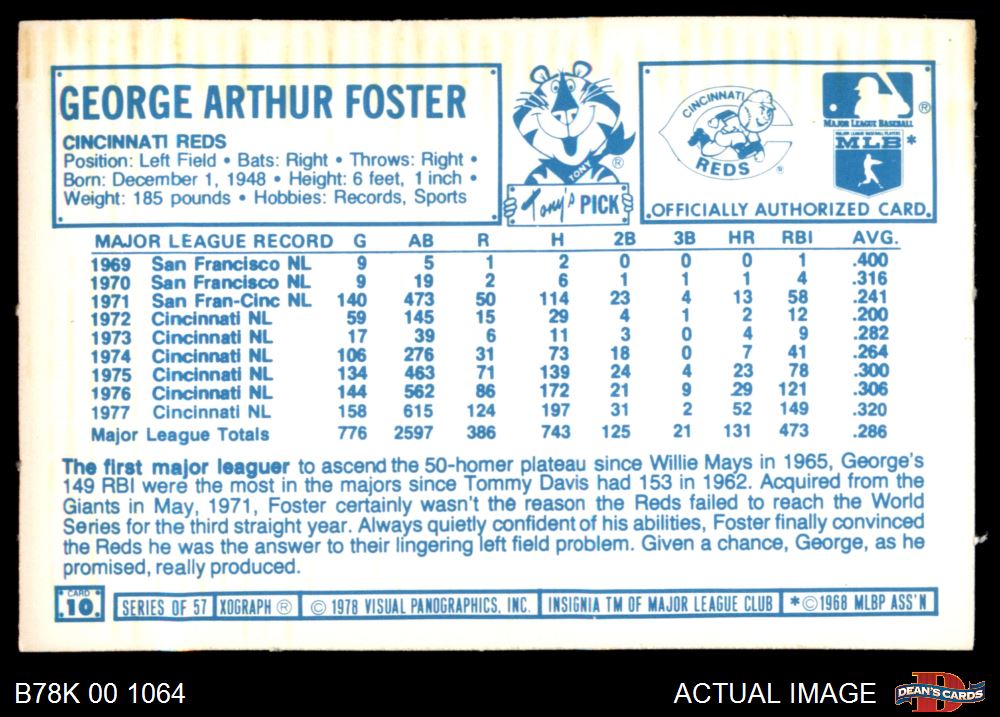 GEORGE ARTHUR FOSTER
CINCINNATI REDS
Position: Left Field • Bats: Right • Throws: Right •
Born: December 1, 1948 • Height: 6 feet, 1 inch •
Weight: 185 pounds • Hobbies: Records, Sports
TONY
®
Tony's PICK
CINCINNATI
REDS
®
®
MAJOR LEAGUE BASEBALL
MAJOR LEAGUE BASEBALL PLAYERS
MLB *
OFFICIALLY AUTHORIZED CARD
MAJOR LEAGUE RECORD G AB R H 2B 3B HR RBI AVG.
1969 San Francisco NL 9 5 1 2 0 0 0 1 .400
1970 San Francisco NL 9 19 2 6 1 1 1 4 .316
1971 San Fran-Cinc NL 140 473 50 114 23 4 13 58 .241
1972 Cincinnati NL 59 145 15 29 4 1 2 12 .200
1973 Cincinnati NL 17 39 6 11 3 0 4 9 .282
1974 Cincinnati NL 106 276 31 73 18 0 7 41 .264
1975 Cincinnati NL 134 463 71 139 24 4 23 78 .300
1976 Cincinnati NL 144 562 86 172 21 9 29 121 .306
1977 Cincinnati NL 158 615 124 197 31 2 52 149 .320
Major League Totals 776 2597 386 743 125 21 131 473 .286
The first major leaguer to ascend the 50-homer plateau since Willie Mays in 1965, George's
149 RBI were the most in the majors since Tommy Davis had 153 in 1962. Acquired from the
Giants in May, 1971, Foster certainly wasn't the reason the Reds failed to reach the World
Series for the third straight year. Always quietly confident of his abilities, Foster finally convinced
the Reds he was the answer to their lingering left field problem. Given a chance, George, as he
promised, really produced.
CARD
10.
SERIES OF 57 XOGRAPH ® © 1978 VISUAL PANOGRAPHICS, INC. INSIGNIA TM OF MAJOR LEAGUE CLUB *©1968 MLBP ASS'N
B78K 00 1064
ACTUAL IMAGE
D
DEAN'S CARDS